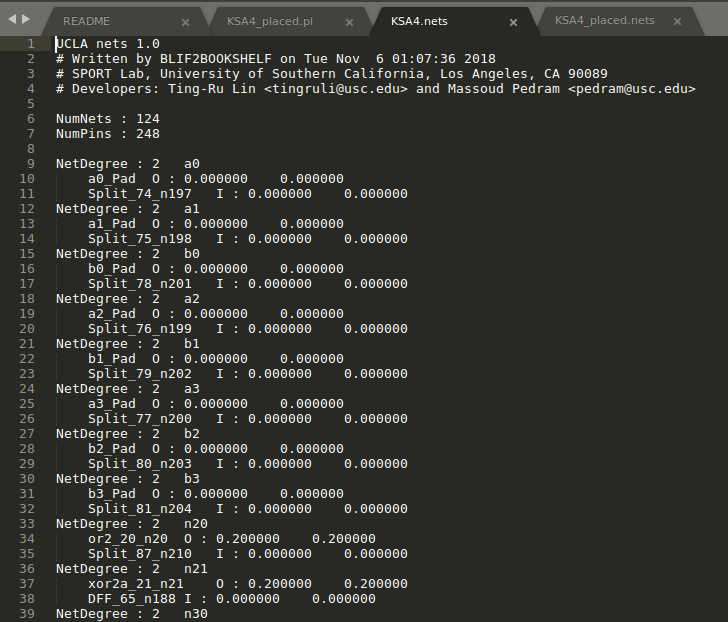 README × KSA4_placed.pl × KSA4.nets × KSA4_placed.nets ×
1 UCLA nets 1.0
2 # Written by BLIF2BOOKSHELF on Tue Nov  6 01:07:36 2018
3 # SPORT Lab, University of Southern California, Los Angeles, CA 90089
4 # Developers: Ting-Ru Lin <tingruli@usc.edu> and Massoud Pedram <pedram@usc.edu>
5
6 NumNets : 124
7 NumPins : 248
8
9 NetDegree : 2   a0
10     a0_Pad  O : 0.000000    0.000000
11     Split_74_n197   I : 0.000000    0.000000
12 NetDegree : 2   a1
13     a1_Pad  O : 0.000000    0.000000
14     Split_75_n198   I : 0.000000    0.000000
15 NetDegree : 2   b0
16     b0_Pad  O : 0.000000    0.000000
17     Split_78_n201   I : 0.000000    0.000000
18 NetDegree : 2   a2
19     a2_Pad  O : 0.000000    0.000000
20     Split_76_n199   I : 0.000000    0.000000
21 NetDegree : 2   b1
22     b1_Pad  O : 0.000000    0.000000
23     Split_79_n202   I : 0.000000    0.000000
24 NetDegree : 2   a3
25     a3_Pad  O : 0.000000    0.000000
26     Split_77_n200   I : 0.000000    0.000000
27 NetDegree : 2   b2
28     b2_Pad  O : 0.000000    0.000000
29     Split_80_n203   I : 0.000000    0.000000
30 NetDegree : 2   b3
31     b3_Pad  O : 0.000000    0.000000
32     Split_81_n204   I : 0.000000    0.000000
33 NetDegree : 2   n20
34     or2_20_n20  O : 0.200000    0.200000
35     Split_87_n210   I : 0.000000    0.000000
36 NetDegree : 2   n21
37     xor2a_21_n21    O : 0.200000    0.200000
38     DFF_65_n188 I : 0.000000    0.000000
39 NetDegree : 2   n30